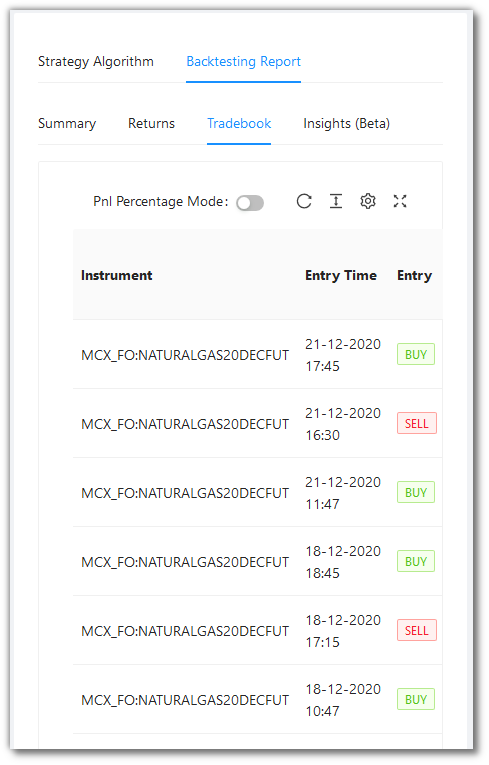 Strategy Algorithm Backtesting Report
Summary Returns Tradebook Insights (Beta)
Pnl Percentage Mode:
Instrument Entry Time Entry
MCX_FO:NATURALGAS20DECFUT 21-12-2020 17:45 BUY
MCX_FO:NATURALGAS20DECFUT 21-12-2020 16:30 SELL
MCX_FO:NATURALGAS20DECFUT 21-12-2020 11:47 BUY
MCX_FO:NATURALGAS20DECFUT 18-12-2020 18:45 BUY
MCX_FO:NATURALGAS20DECFUT 18-12-2020 17:15 SELL
MCX_FO:NATURALGAS20DECFUT 18-12-2020 10:47 BUY